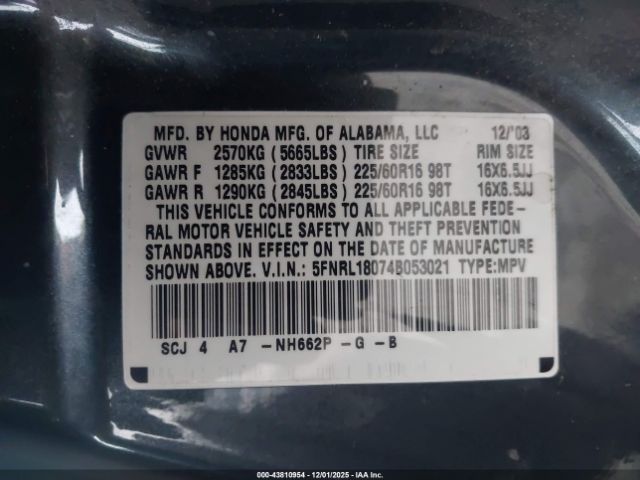 MFD. BY HONDA MFG. OF ALABAMA, LLC 12/'03
GVWR 2570KG (5665LBS) TIRE SIZE RIM SIZE
GAWR F 1285KG (2833LBS) 225/60R16 98T 16X6.5JJ
GAWR R 1290KG (2845LBS) 225/60R16 98T 16X6.5JJ
THIS VEHICLE CONFORMS TO ALL APPLICABLE FEDE-
RAL MOTOR VEHICLE SAFETY AND THEFT PREVENTION
STANDARDS IN EFFECT ON THE DATE OF MANUFACTURE
SHOWN ABOVE. V.I.N.: 5FNRL18074B053021 TYPE:MPV
SCJ 4 A7 -NH662P -G -B
000-43810954 - 12/01/2025 - IAAI.com